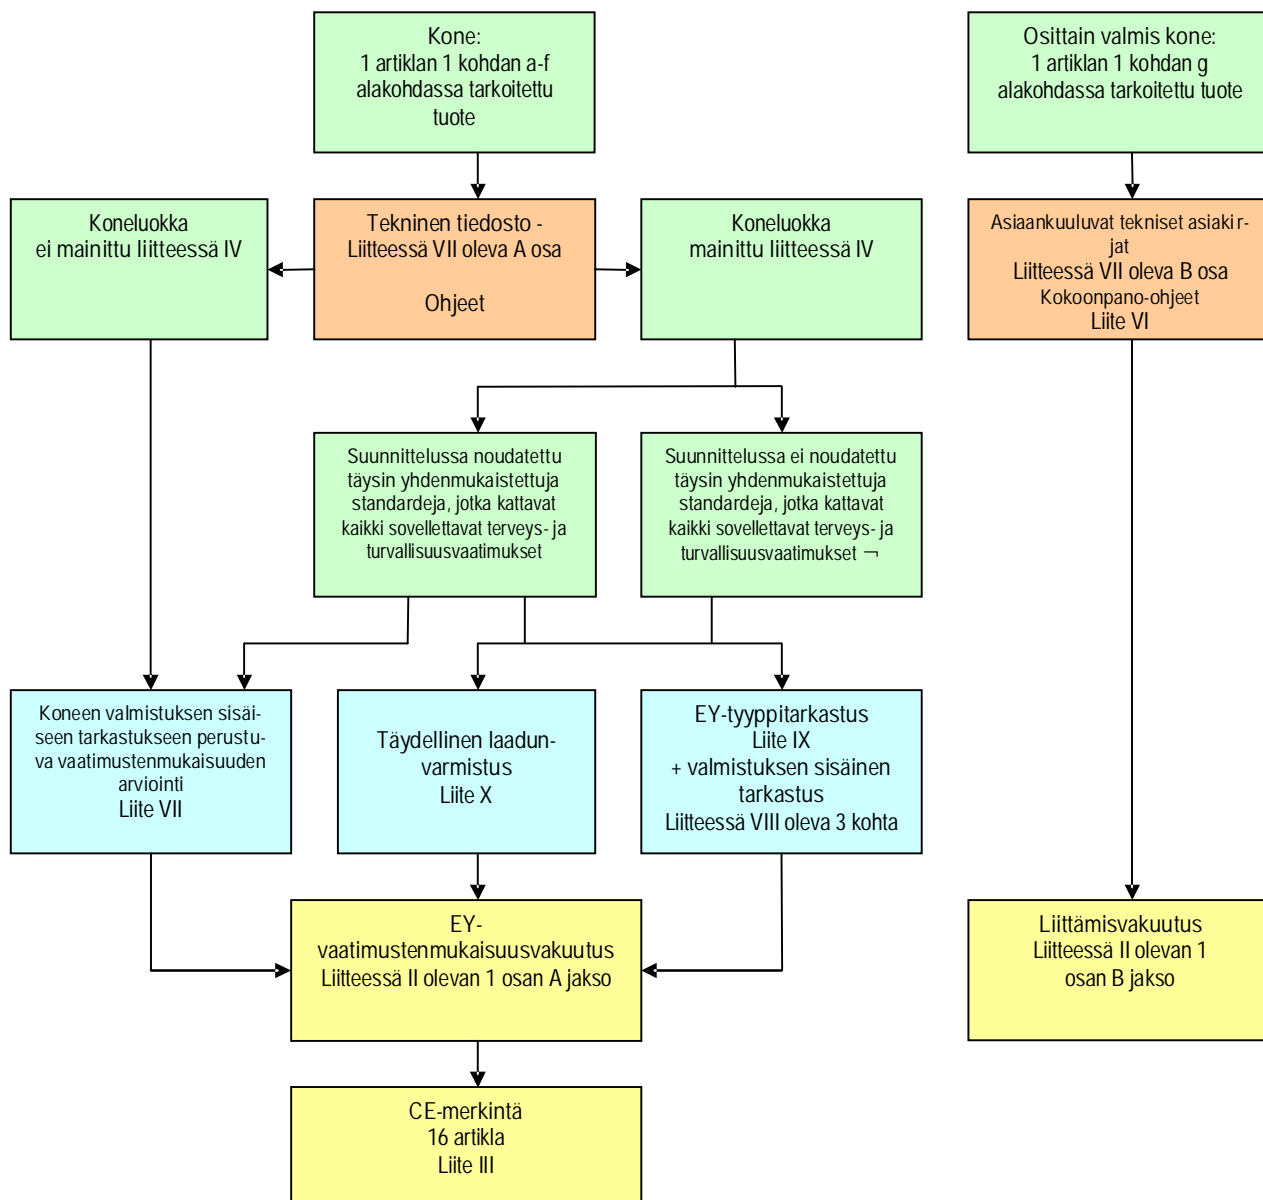 Kone:
1 artiklan 1 kohdan a-f
alakohdassa tarkoitettu
tuote
Osittain valmis kone:
1 artiklan 1 kohdan g
alakohdassa tarkoitettu tuote
Koneluokka
ei mainittu liitteessä IV
Tekninen tiedosto -
Liitteessä VII oleva A osa
Ohjeet
Koneluokka
mainittu liitteessä IV
Asiaankuuluvat tekniset asiakir-
jat
Liitteessä VII oleva B osa
Kokoonpano-ohjeet
Liite VI
Suunnittelussa noudatettu
täysin yhdenmukaistettuja
standardeja, jotka kattavat
kaikki sovellettavat terveys- ja
turvallisuusvaatimukset
Suunnittelussa ei noudatettu
täysin yhdenmukaistettuja
standardeja, jotka kattavat
kaikki sovellettavat terveys- ja
turvallisuusvaatimukset ¬
Koneen valmistuksen sisäi-
seen tarkastukseen perustu-
va vaatimustenmukaisuuden
arviointi
Liite VII
Täydellinen laadun-
varmistus
Liite X
EY-tyyppitarkastus
Liite IX
+ valmistuksen sisäinen
tarkastus
Liitteessä VIII oleva 3 kohta
EY-
vaatimustenmukaisuusvakuutus
Liitteessä II olevan 1 osan A jakso
Liittämisvakuutus
Liitteessä II olevan 1
osan B jakso
CE-merkintä
16 artikla
Liite III